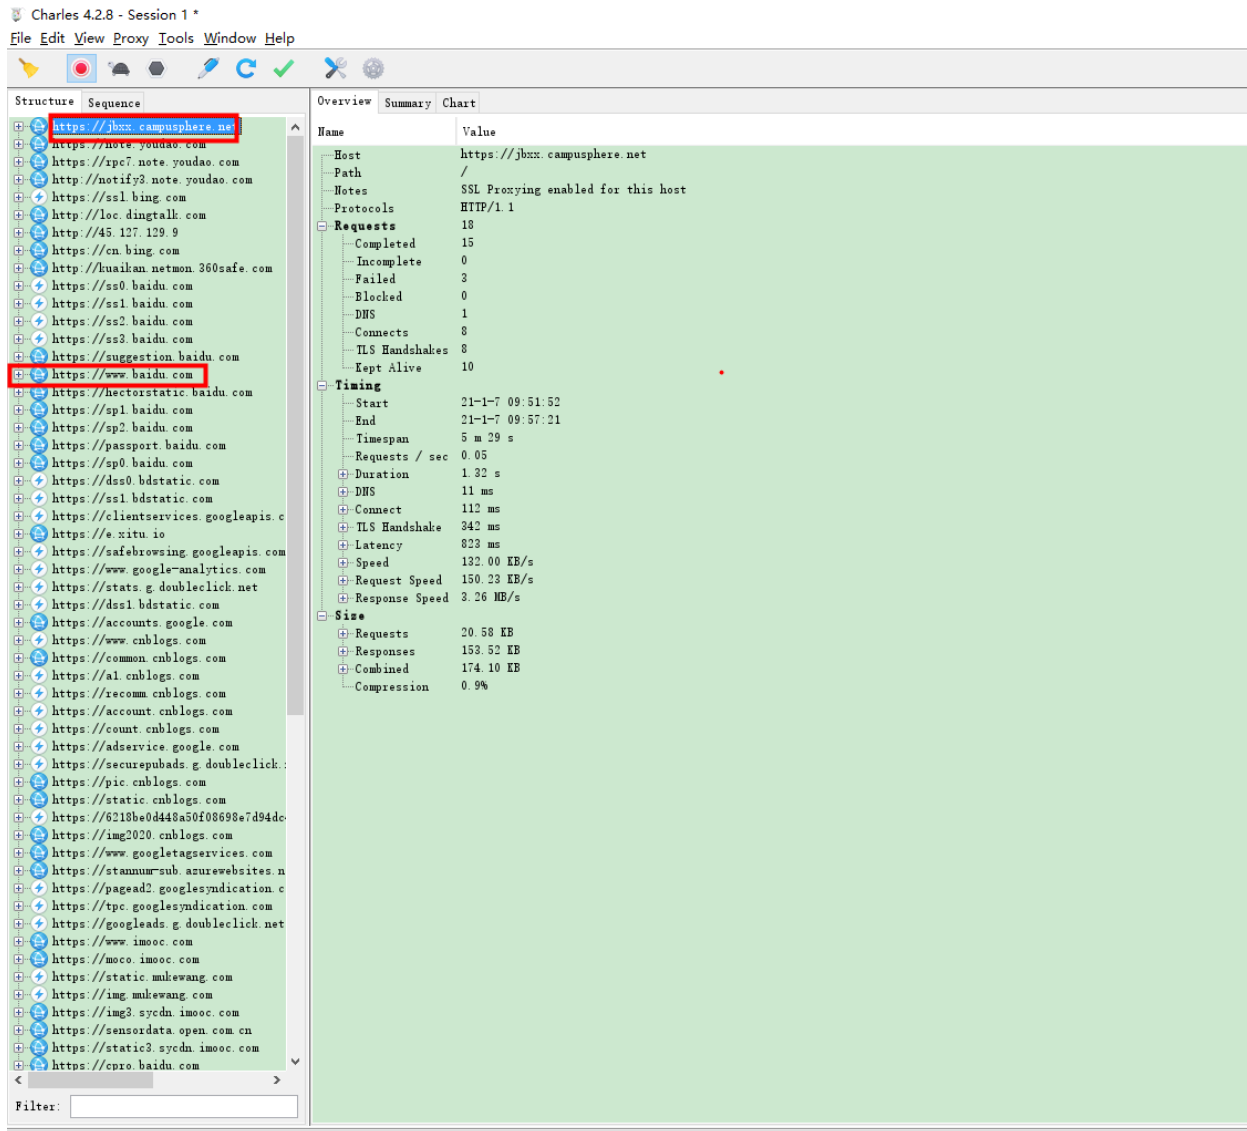 Charles 4.2.8 - Session 1 *
File Edit View Proxy Tools Window Help
Structure Sequence
https://jbxx.campusphere.net
https://note.youdao.com
https://rpc7.note.youdao.com
http://notify3.note.youdao.com
https://ssl.bing.com
http://loc.dingtalk.com
http://45.127.129.9
https://cn.bing.com
http://kuaikan.netmon.360safe.com
https://ss0.baidu.com
https://ss1.baidu.com
https://ss2.baidu.com
https://ss3.baidu.com
https://suggestion.baidu.com
https://www.baidu.com
https://hectorstatic.baidu.com
https://sp1.baidu.com
https://sp2.baidu.com
https://passport.baidu.com
https://sp0.baidu.com
https://dss0.bdstatic.com
https://ss1.bdstatic.com
https://clientservices.googleapis.c
https://e.xitu.io
https://safebrowsing.googleapis.com
https://www.google-analytics.com
https://stats.g.doubleclick.net
https://dss1.bdstatic.com
https://accounts.google.com
https://www.cnblogs.com
https://common.cnblogs.com
https://a1.cnblogs.com
https://recomm.cnblogs.com
https://account.cnblogs.com
https://count.cnblogs.com
https://adservice.google.com
https://securepubads.g.doubleclick.
https://pic.cnblogs.com
https://static.cnblogs.com
https://6218be0d448a50f08698e7d94dc
https://img2020.cnblogs.com
https://www.googletagservices.com
https://stannum-sub.azurewebsites.n
https://pagead2.googlesyndication.c
https://tpc.googlesyndication.com
https://googleads.g.doubleclick.net
https://www.imooc.com
https://moco.imooc.com
https://static.mukewang.com
https://img.mukewang.com
https://img3.sycdn.imooc.com
https://sensordata.open.com.cn
https://static3.sycdn.imooc.com
https://cpro.baidu.com
Filter:
Overview Summary Chart
Name Value
Host https://jbxx.campusphere.net
Path /
Notes SSL Proxying enabled for this host
Protocols HTTP/1.1
Requests 18
Completed 15
Incomplete 0
Failed 3
Blocked 0
DNS 1
Connects 8
TLS Handshakes 8
Kept Alive 10
Timing
Start 21-1-7 09:51:52
End 21-1-7 09:57:21
Timespan 5 m 29 s
Requests / sec 0.05
Duration 1.32 s
DNS 11 ms
Connect 112 ms
TLS Handshake 342 ms
Latency 823 ms
Speed 132.00 KB/s
Request Speed 150.23 KB/s
Response Speed 3.26 MB/s
Size
Requests 20.58 KB
Responses 153.52 KB
Combined 174.10 KB
Compression 0.9%